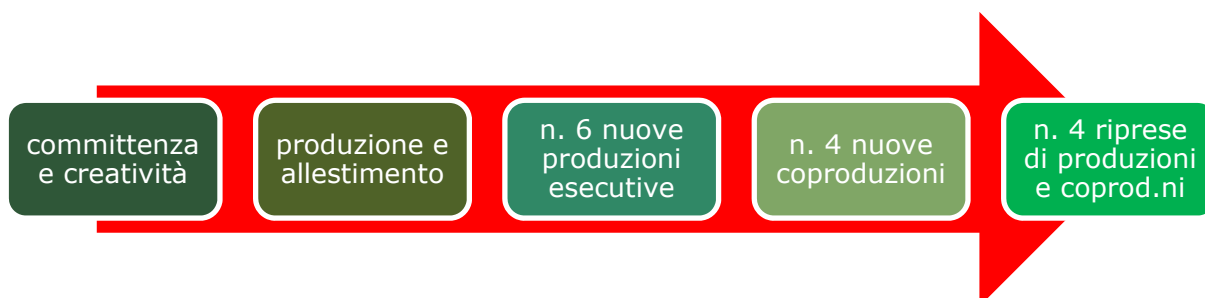 committenza
e creatività
produzione e
allestimento
n. 6 nuove
produzioni
esecutive
n. 4 nuove
coproduzioni
n. 4 riprese
di produzioni
e coprod.ni